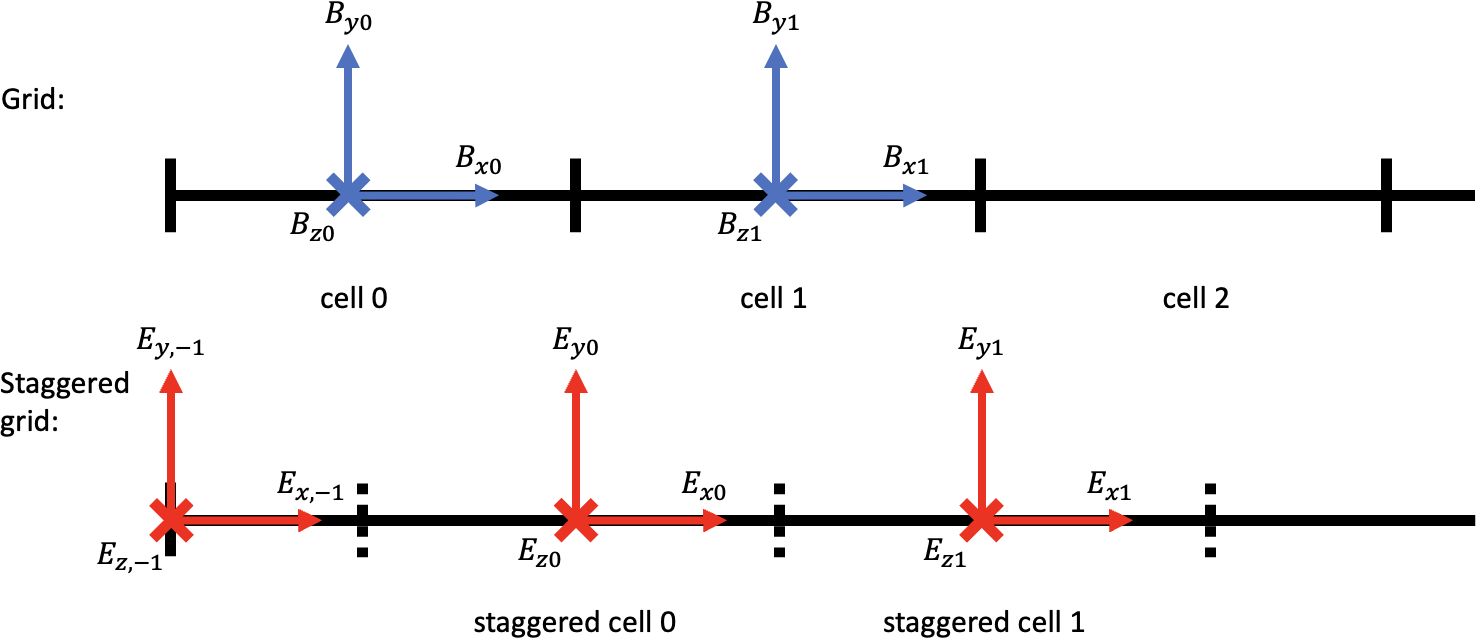 B_{y0} B_{y1}
Grid:
B_{x0} B_{x1}
B_{z0} B_{z1}
cell 0 cell 1 cell 2
E_{y,−1} E_{y0} E_{y1}
Staggered
grid:
E_{x,−1} E_{x0} E_{x1}
E_{z,−1} E_{z0} E_{z1}
staggered cell 0 staggered cell 1